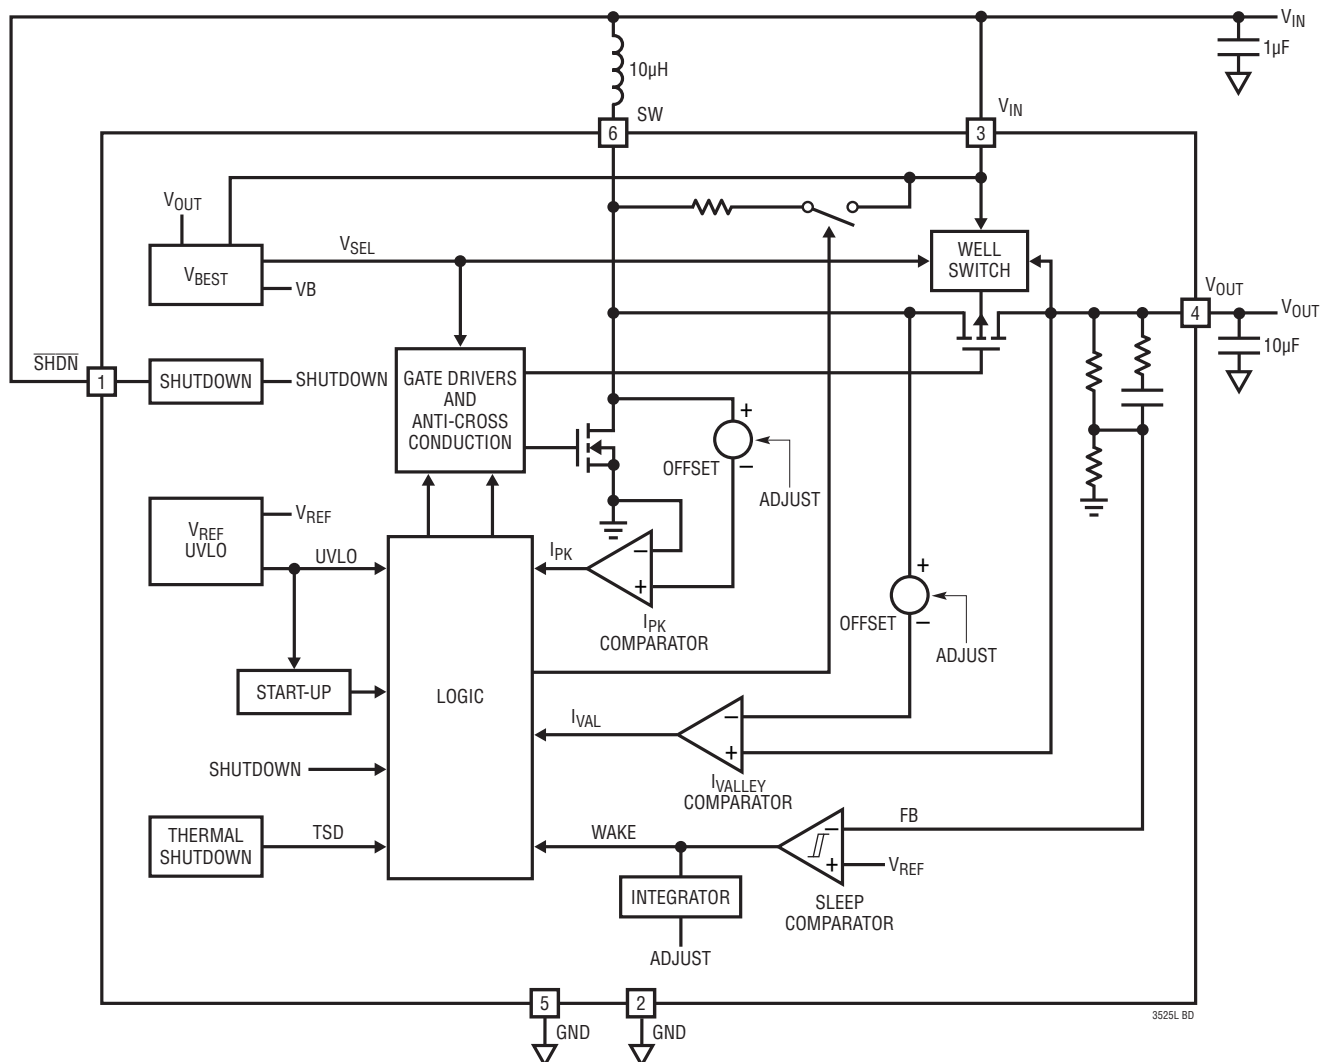 VIN
1µF
10µH
SW
VIN
6
3
VOUT
VBEST
VSEL
VB
WELL
SWITCH
VOUT
4
VOUT
10µF
SHDN
1
SHUTDOWN
SHUTDOWN
GATE DRIVERS
AND
ANTI-CROSS
CONDUCTION
+
OFFSET
–
ADJUST
VREF
UVLO
VREF
UVLO
IPK
–
+
IPK
COMPARATOR
+
OFFSET
–
ADJUST
START-UP
LOGIC
IVAL
–
+
IVALLEY
COMPARATOR
SHUTDOWN
THERMAL
SHUTDOWN
TSD
WAKE
–
+
FB
VREF
SLEEP
COMPARATOR
INTEGRATOR
ADJUST
5
GND
2
GND
3525L BD